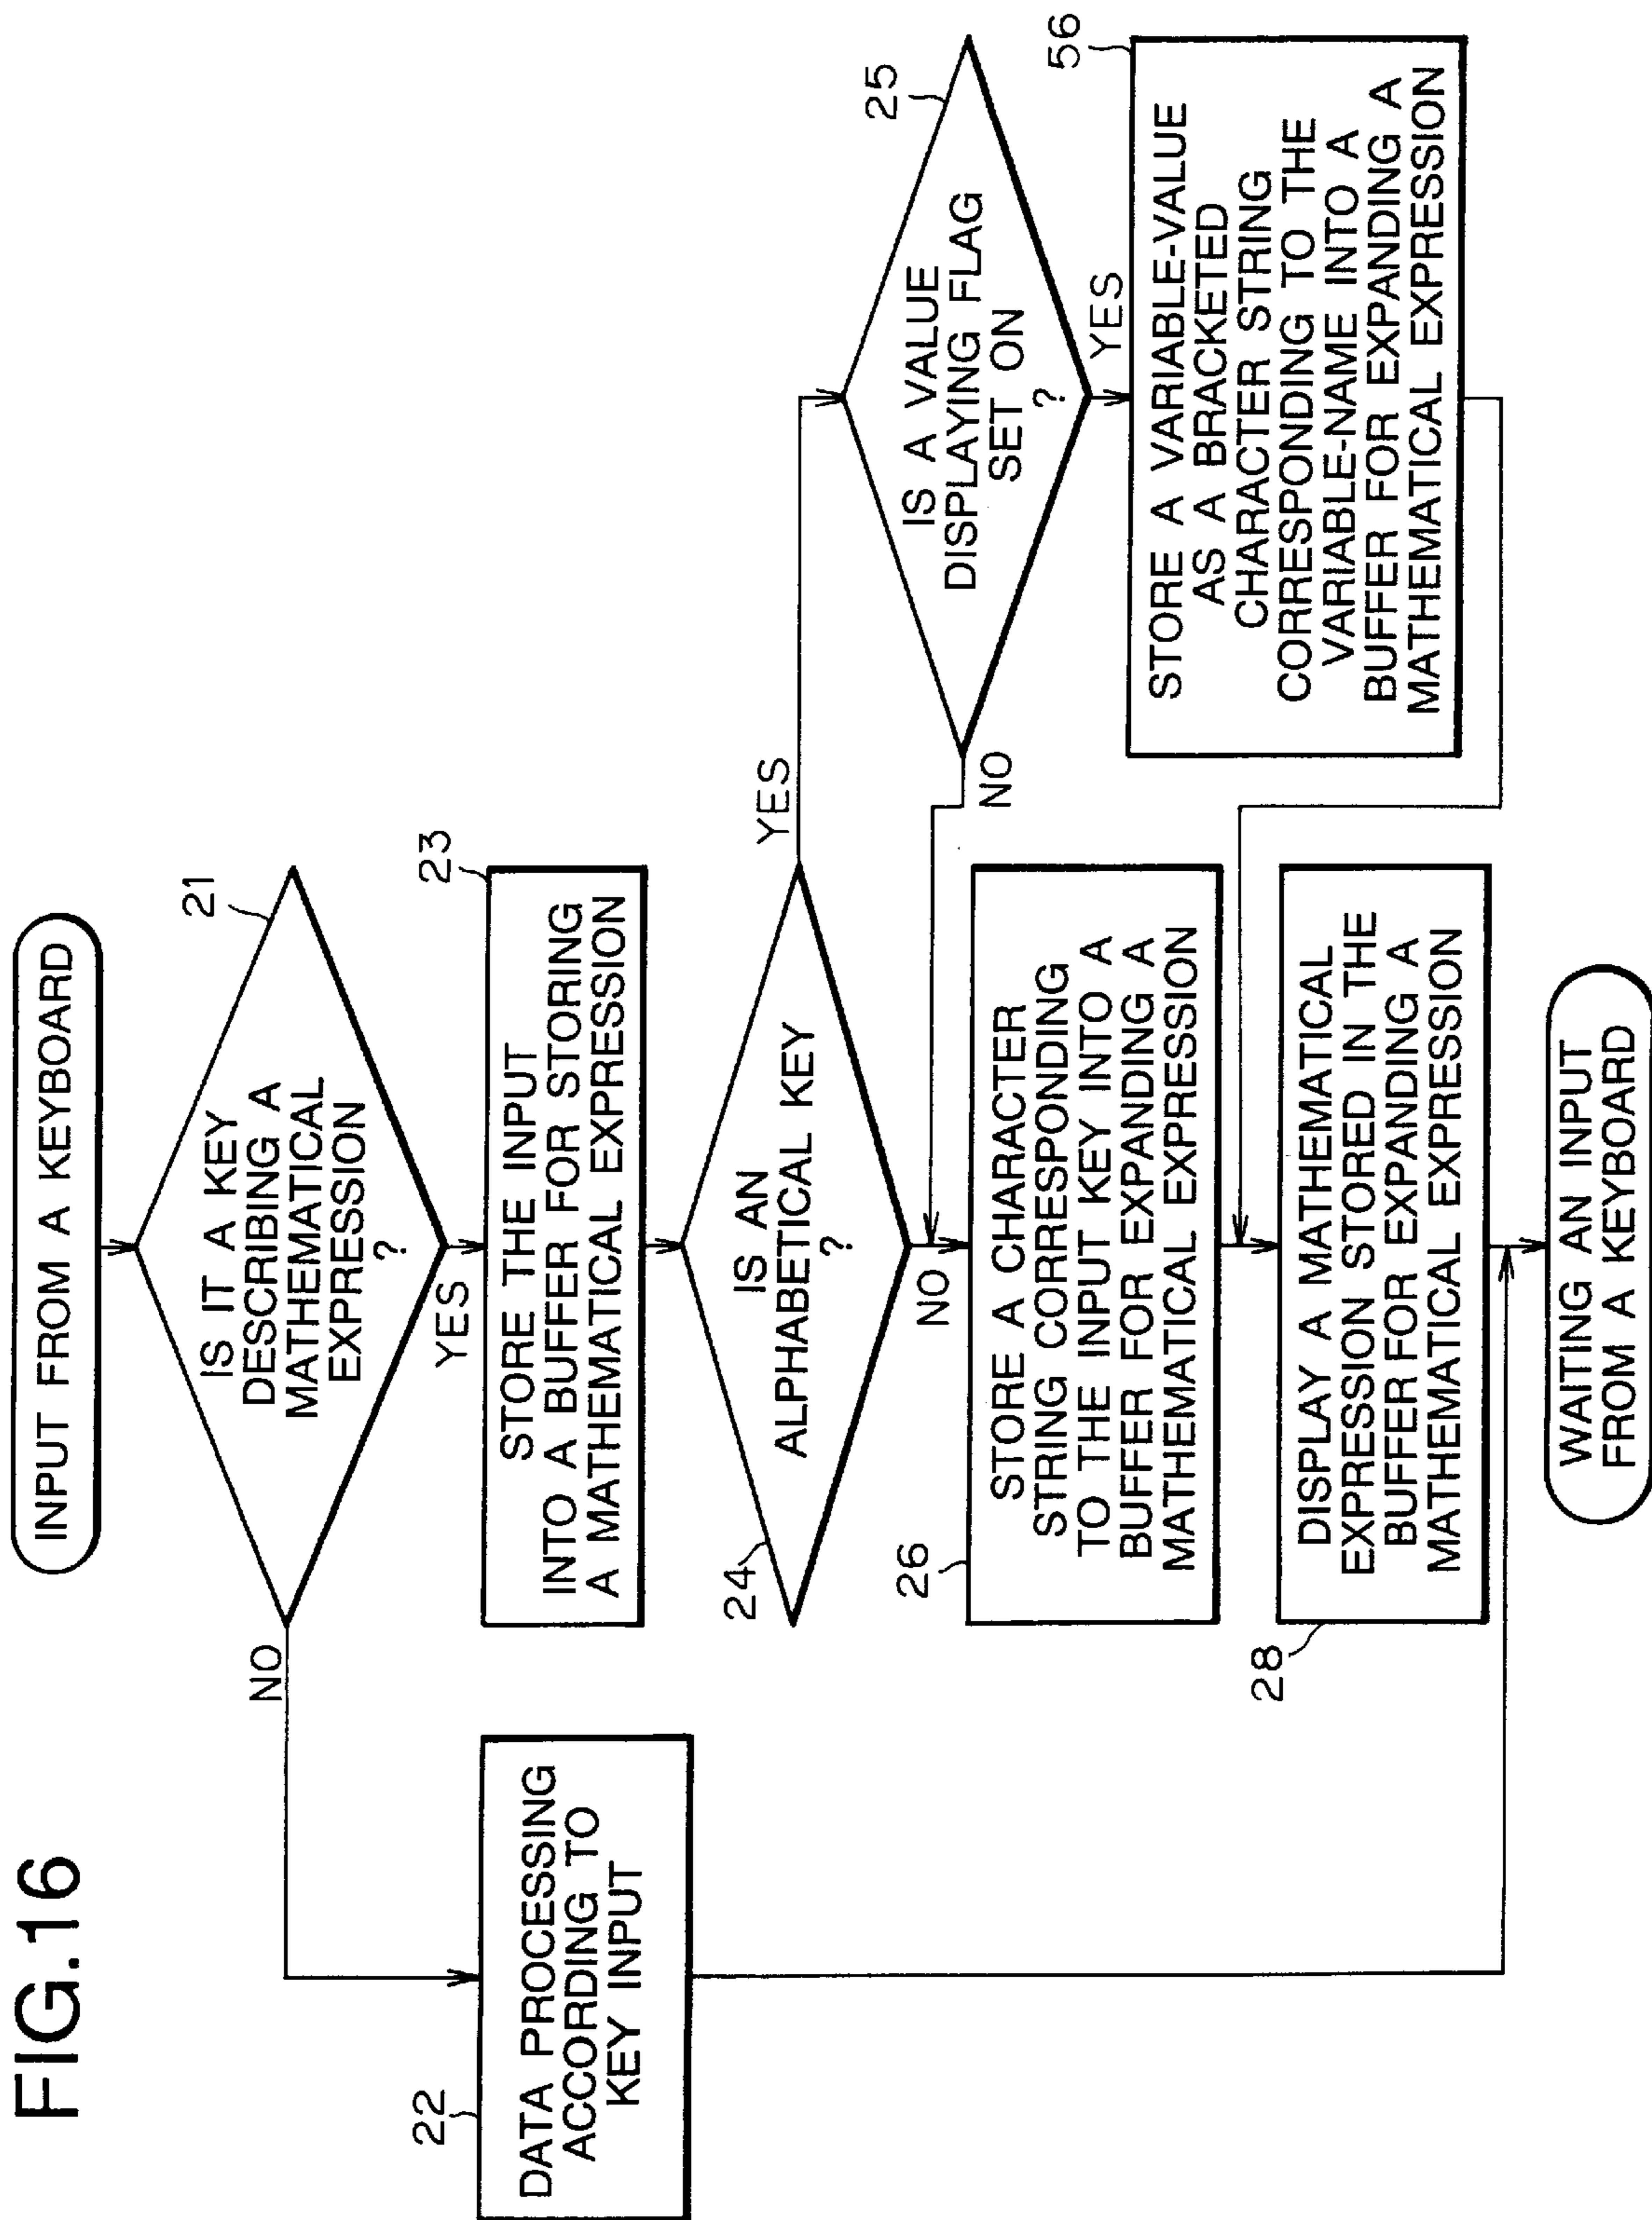 FIG.16
INPUT FROM A KEYBOARD
21
IS IT A KEY
DESCRIBING A
MATHEMATICAL
EXPRESSION
?
NO
YES
22
DATA PROCESSING
ACCORDING TO
KEY INPUT
23
STORE THE INPUT
INTO A BUFFER FOR STORING
A MATHEMATICAL EXPRESSION
24
IS AN
ALPHABETICAL KEY
?
YES
NO
25
IS A VALUE
DISPLAYING FLAG
SET ON
?
NO
YES
26
STORE A CHARACTER
STRING CORRESPONDING
TO THE INPUT KEY INTO A
BUFFER FOR EXPANDING A
MATHEMATICAL EXPRESSION
56
STORE A VARIABLE-VALUE
AS A BRACKETED
CHARACTER STRING
CORRESPONDING TO THE
VARIABLE-NAME INTO A
BUFFER FOR EXPANDING A
MATHEMATICAL EXPRESSION
28
DISPLAY A MATHEMATICAL
EXPRESSION STORED IN THE
BUFFER FOR EXPANDING A
MATHEMATICAL EXPRESSION
WAITING AN INPUT
FROM A KEYBOARD